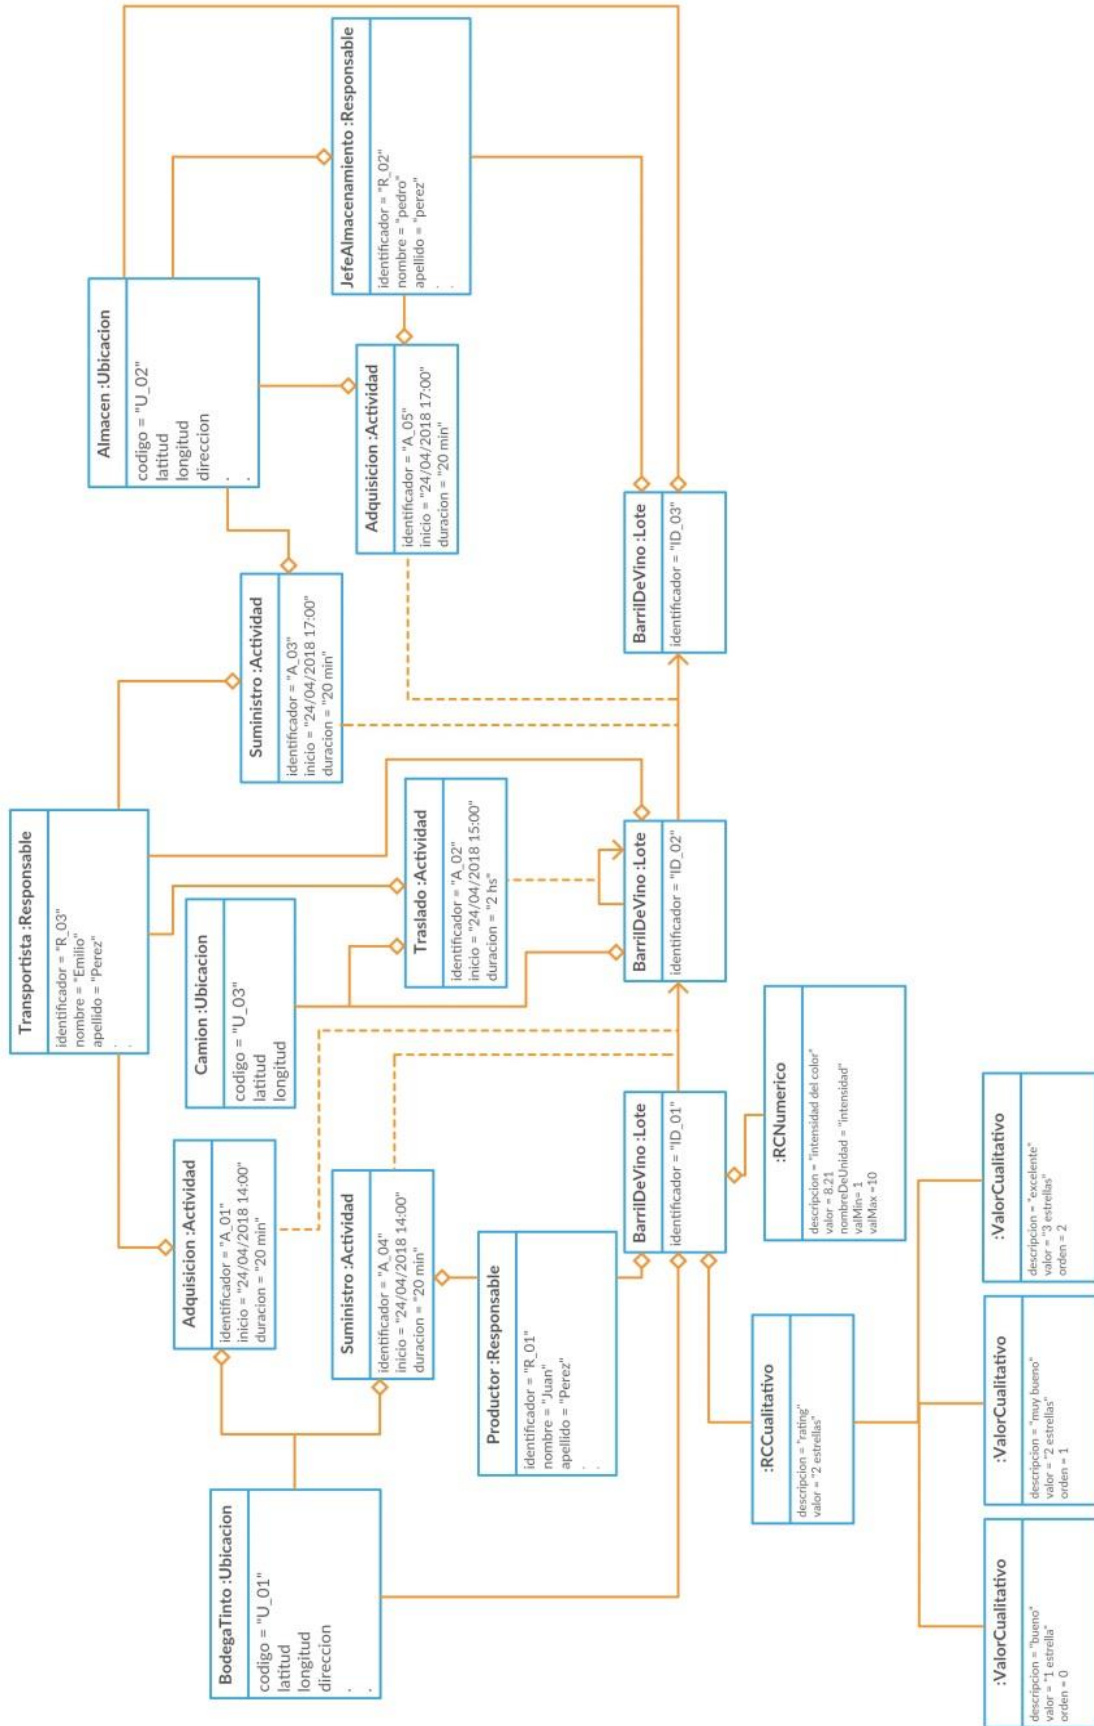 Transportista :Responsable
identificador = "R_03"
nombre = "Emilio"
apellido = "Perez"
.
.
Almacen :Ubicacion
codigo = "U_02"
latitud
longitud
direccion
.
.
Suministro :Actividad
identificador = "A_03"
inicio = "24/04/2018 17:00"
duracion = "20 min"
JefeAlmacenamiento :Responsable
identificador = "R_02"
nombre = "pedro"
apellido = "perez"
.
.
Adquisicion :Actividad
identificador = "A_05"
inicio = "24/04/2018 17:00"
duracion = "20 min"
Camion :Ubicacion
codigo = "U_03"
latitud
longitud
Adquisicion :Actividad
identificador = "A_01"
inicio = "24/04/2018 14:00"
duracion = "20 min"
BodegaTinto :Ubicacion
codigo = "U_01"
latitud
longitud
direccion
.
.
Suministro :Actividad
identificador = "A_04"
inicio = "24/04/2018 14:00"
duracion = "20 min"
Traslado :Actividad
identificador = "A_02"
inicio = "24/04/2018 15:00"
duracion = "2 hs"
Productor :Responsable
identificador = "R_01"
nombre = "Juan"
apellido = "Perez"
.
.
BarrilDeVino :Lote
identificador = "ID_01"
BarrilDeVino :Lote
identificador = "ID_02"
BarrilDeVino :Lote
identificador = "ID_03"
:RCCualitativo
descripcion = "rating"
valor = "2 estrellas"
:RCNumerico
descripcion = "intensidad del color"
valor = 8.21
nombreDeUnidad = "intensidad"
valMin= 1
valMax =10
:ValorCualitativo
descripcion = "bueno"
valor = "1 estrella"
orden = 0
:ValorCualitativo
descripcion = "muy bueno"
valor = "2 estrellas"
orden = 1
:ValorCualitativo
descripcion = "excelente"
valor = "3 estrellas"
orden = 2